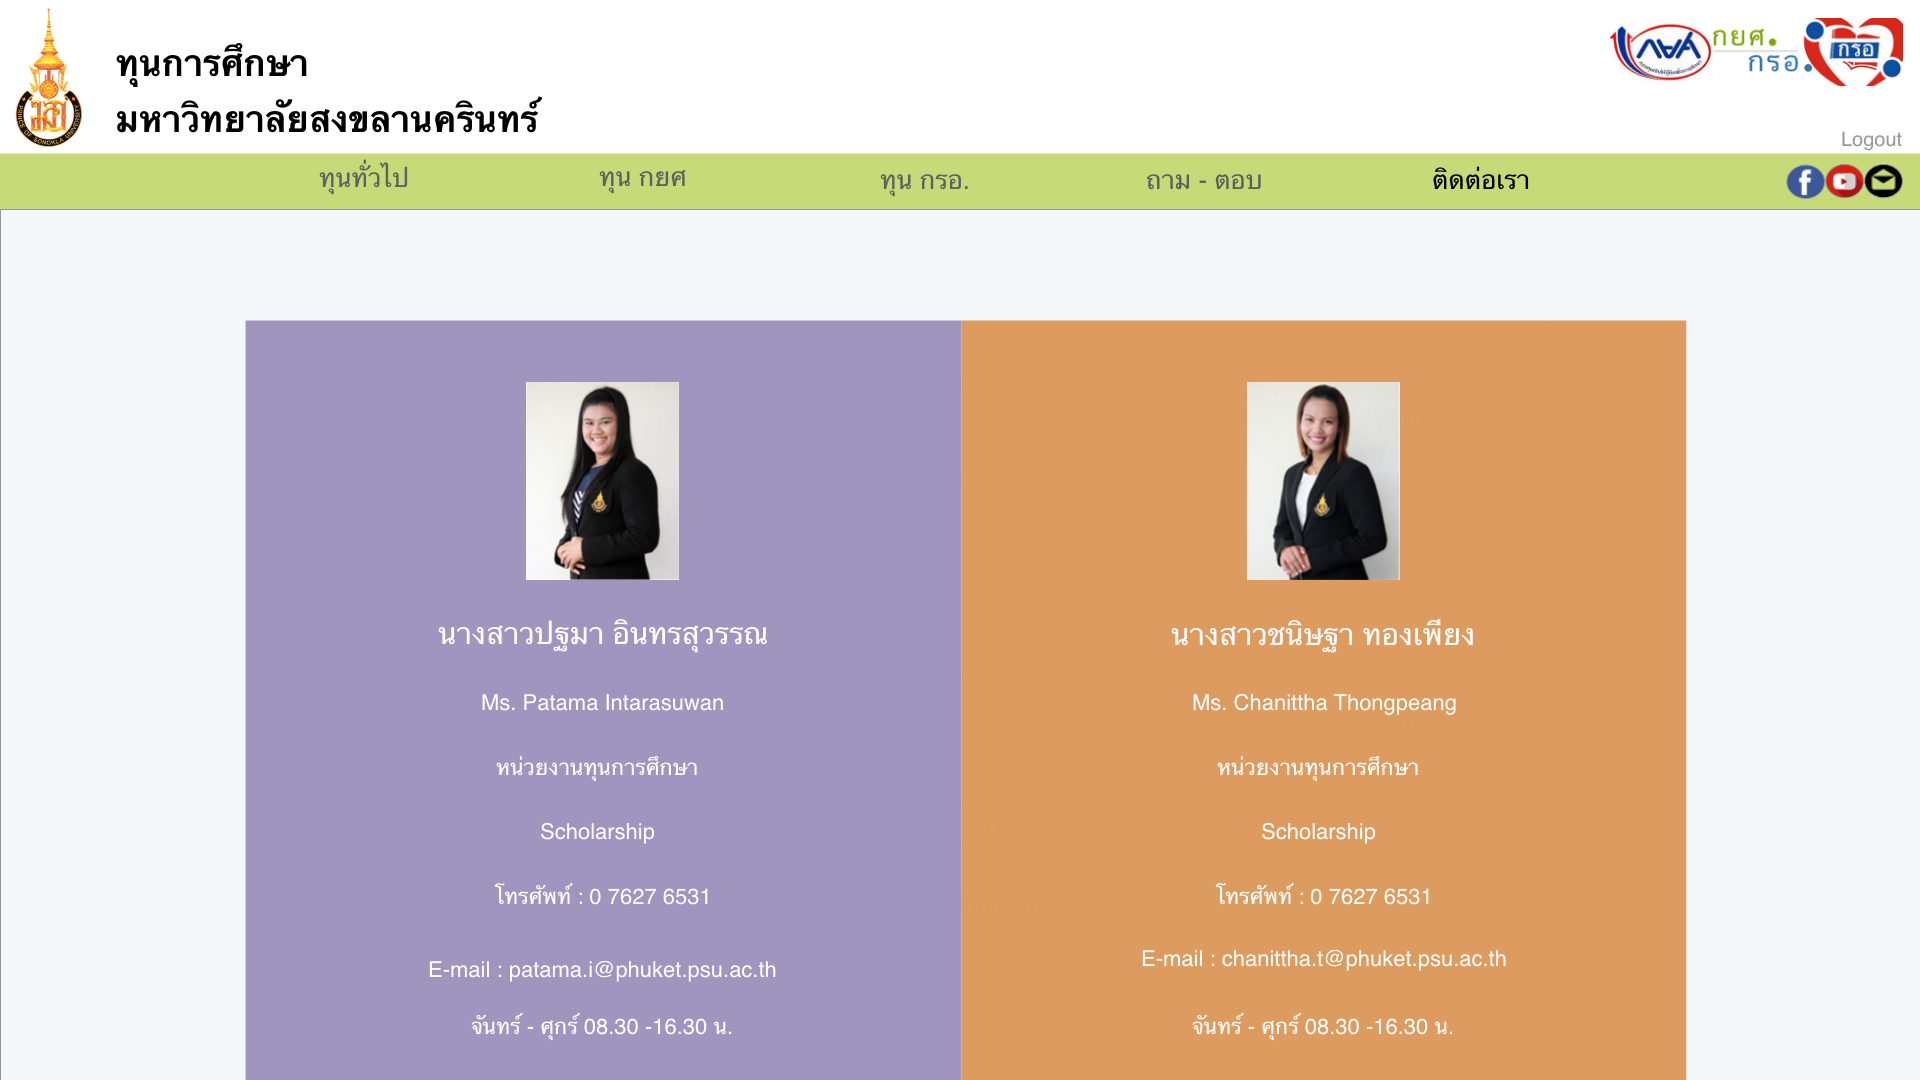 ทุนการศึกษา
มหาวิทยาลัยสงขลานครินทร์
กยศ.
กรอ.
กรอ
Logout
ทุนทั่วไป
ทุน กยศ
ทุน กรอ.
ถาม - ตอบ
ติดต่อเรา
นางสาวปฐมา อินทรสุวรรณ
Ms. Patama Intarasuwan
หน่วยงานทุนการศึกษา
Scholarship
โทรศัพท์ : 0 7627 6531
E-mail : patama.i@phuket.psu.ac.th
จันทร์ - ศุกร์ 08.30 -16.30 น.
นางสาวชนิษฐา ทองเพียง
Ms. Chanittha Thongpeang
หน่วยงานทุนการศึกษา
Scholarship
โทรศัพท์ : 0 7627 6531
E-mail : chanittha.t@phuket.psu.ac.th
จันทร์ - ศุกร์ 08.30 -16.30 น.